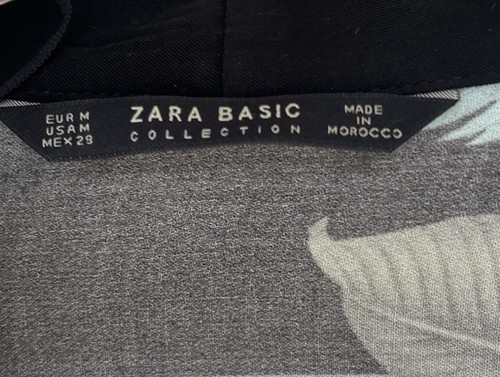 EUR M
USA M
MEX 28
ZARA BASIC
COLLECTION
MADE
IN
MOROCCO